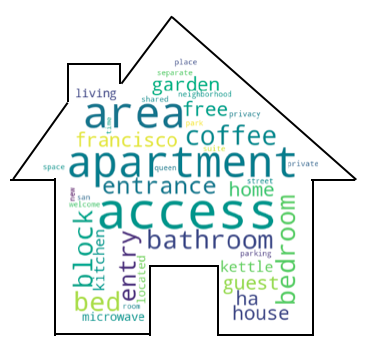 place
separate
garden
living
neighborhood
shared
area
free
privacy
time
park
francisco
coffee
suite
apartment
space
queen
private
entrance
street
home
new
san
welcome
access
block
kitchen
entry
bathroom
bedroom
parking
located
kettle
bed
guest
ha
room
microwave
house